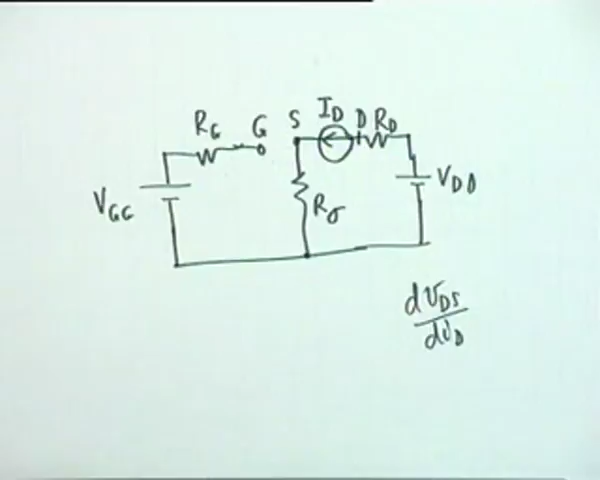 R_G G S I_D D R_D
V_GG R_σ V_DD
dv_DS
di_D